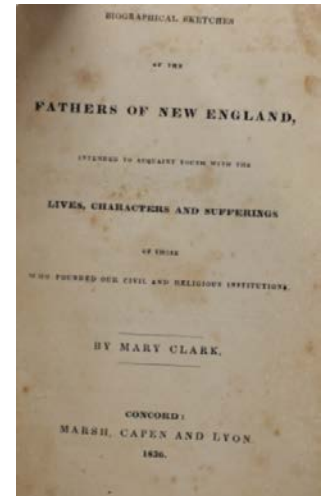 BIOGRAPHICAL SKETCHES
OF THE
FATHERS OF NEW ENGLAND,
INTENDED TO ACQUAINT YOUTH WITH THE
LIVES, CHARACTERS AND SUFFERINGS
OF THOSE
WHO FOUNDED OUR CIVIL AND RELIGIOUS INSTITUTIONS.
BY MARY CLARK.
CONCORD:
MARSH, CAPEN AND LYON.
1836.